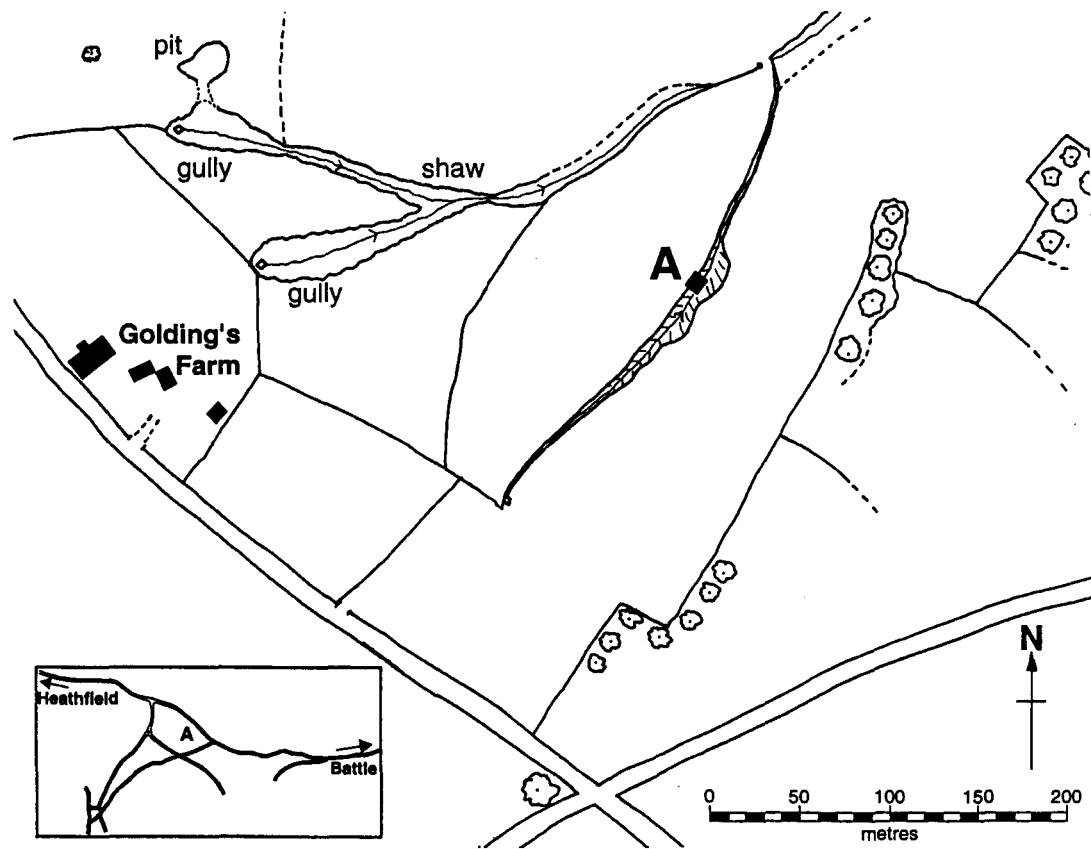 pit
gully
shaw
A
gully
Golding's
Farm
N
Heathfield
A
Battle
0 50 100 150 200
metres